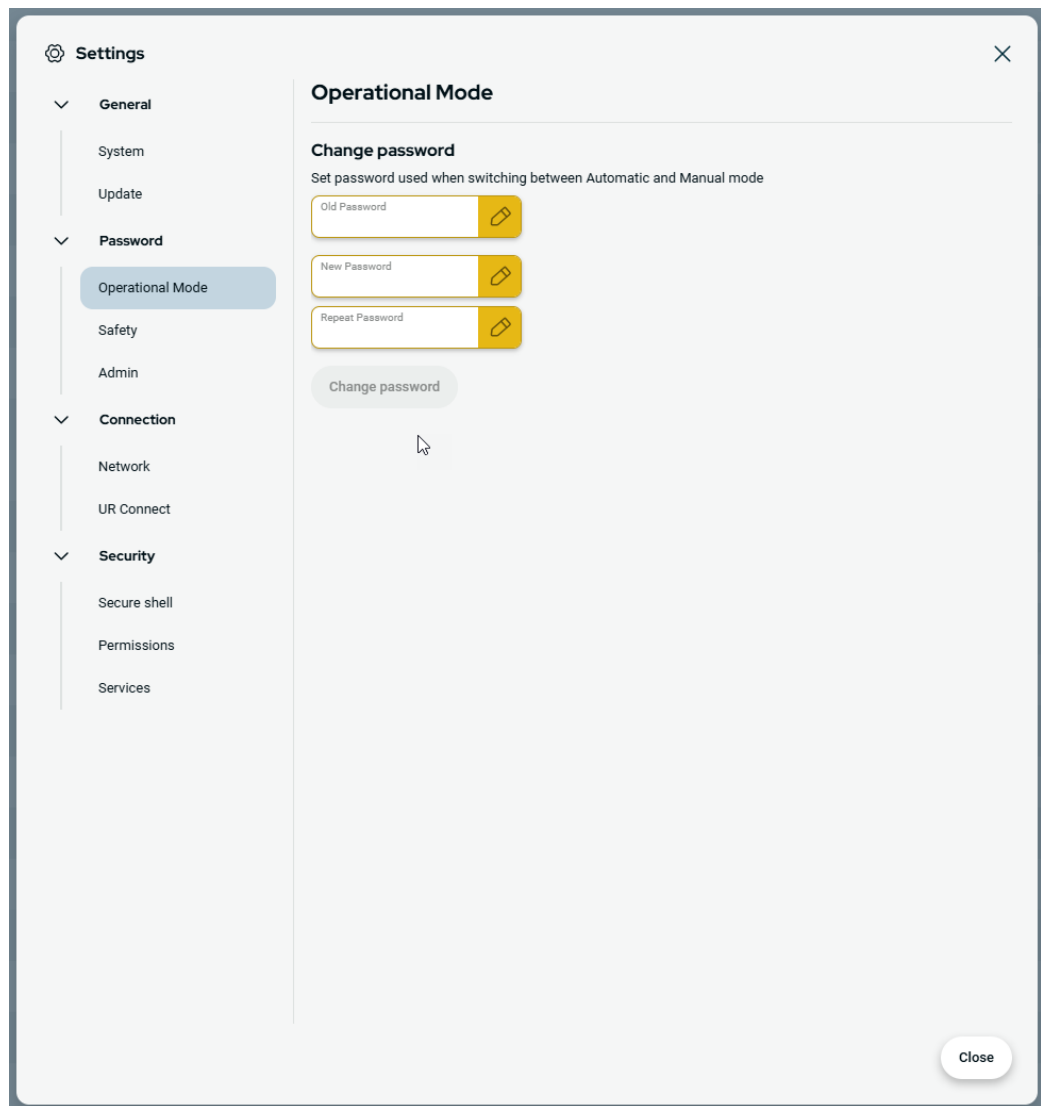 Settings
General
System
Update
Password
Operational Mode
Safety
Admin
Connection
Network
UR Connect
Security
Secure shell
Permissions
Services
Operational Mode
Change password
Set password used when switching between Automatic and Manual mode
Old Password
New Password
Repeat Password
Change password
Close